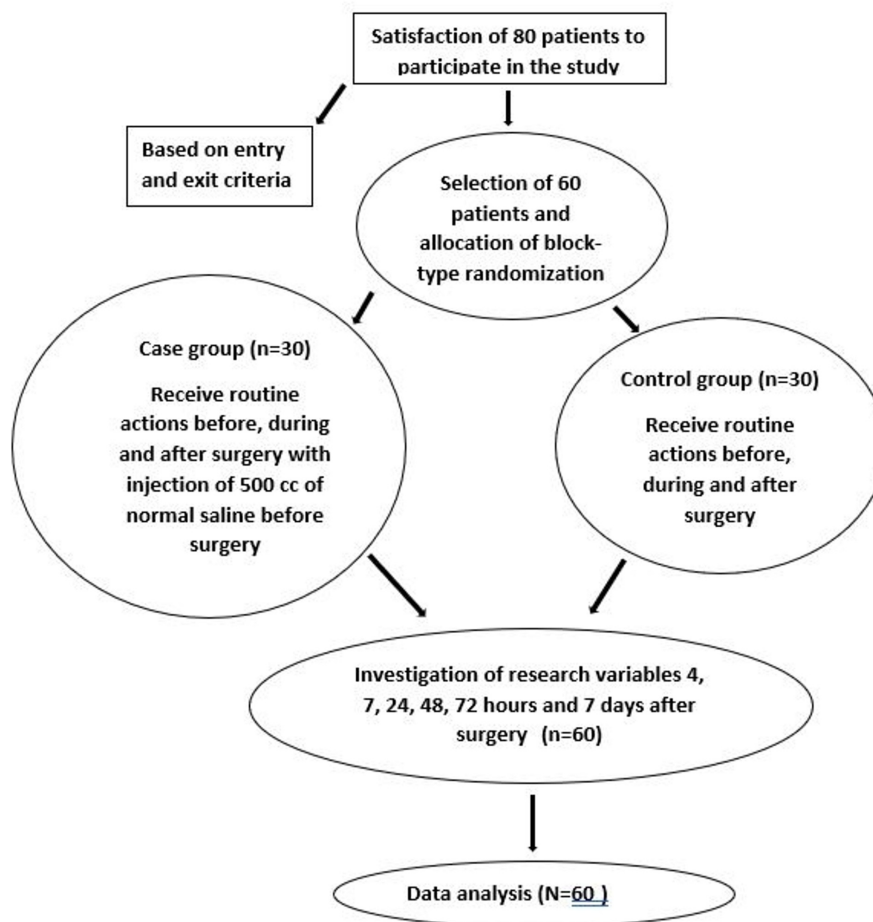 Satisfaction of 80 patients to
participate in the study
Based on entry
and exit criteria
Selection of 60
patients and
allocation of block-
type randomization
Case group (n=30)
Receive routine
actions before, during
and after surgery with
injection of 500 cc of
normal saline before
surgery
Control group (n=30)
Receive routine
actions before,
during and after
surgery
Investigation of research variables 4,
7, 24, 48, 72 hours and 7 days after
surgery (n=60)
Data analysis (N=60 )